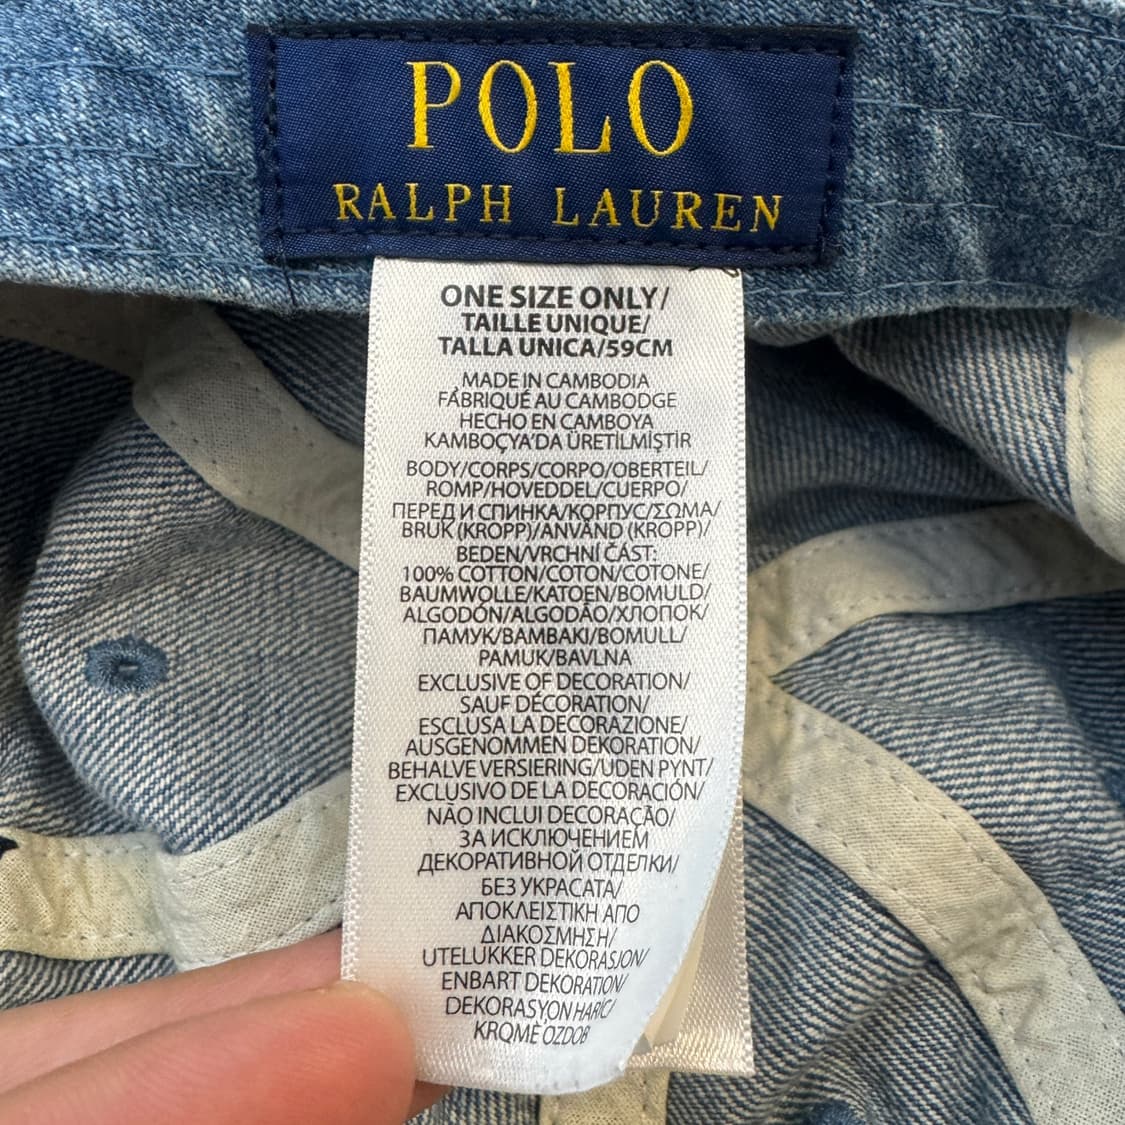 POLO
RALPH LAUREN
ONE SIZE ONLY/
TAILLE UNIQUE/
TALLA UNICA/59CM
MADE IN CAMBODIA
FABRIQUÉ AU CAMBODGE
HECHO EN CAMBOYA
KAMBOÇYA'DA ÜRETİLMİŞTİR
BODY/CORPS/CORPO/OBERTEIL/
ROMP/HOVEDDEL/CUERPO/
ПЕРЕД И СПИНКА/КОРПУС/ΣΩΜΑ/
BRUK (KROPP)/ANVÄND (KROPP)/
BEDEN/VRCHNÍ ČÁST:
100% COTTON/COTON/COTONE/
BAUMWOLLE/KATOEN/BOMULD/
ALGODÓN/ALGODÃO/ХЛОПОК/
ПАМУК/BAMBAKI/BOMULL/
PAMUK/BAVLNA
EXCLUSIVE OF DECORATION/
SAUF DÉCORATION/
ESCLUSA LA DECORAZIONE/
AUSGENOMMEN DEKORATION/
BEHALVE VERSIERING/UDEN PYNT/
EXCLUSIVO DE LA DECORACIÓN/
NÃO INCLUI DECORAÇÃO/
ЗА ИСКЛЮЧЕНИЕМ
ДЕКОРАТИВНОЙ ОТДЕЛКИ/
БЕЗ УКРАСАТА/
ΑΠΟΚΛΕΙΣΤΙΚΗ ΑΠΟ
ΔΙΑΚΟΣΜΗΣΗ/
UTELUKKER DEKORASJON/
ENBART DEKORATION/
DEKORASYON HARİÇ/
KROMĚ OZDOB